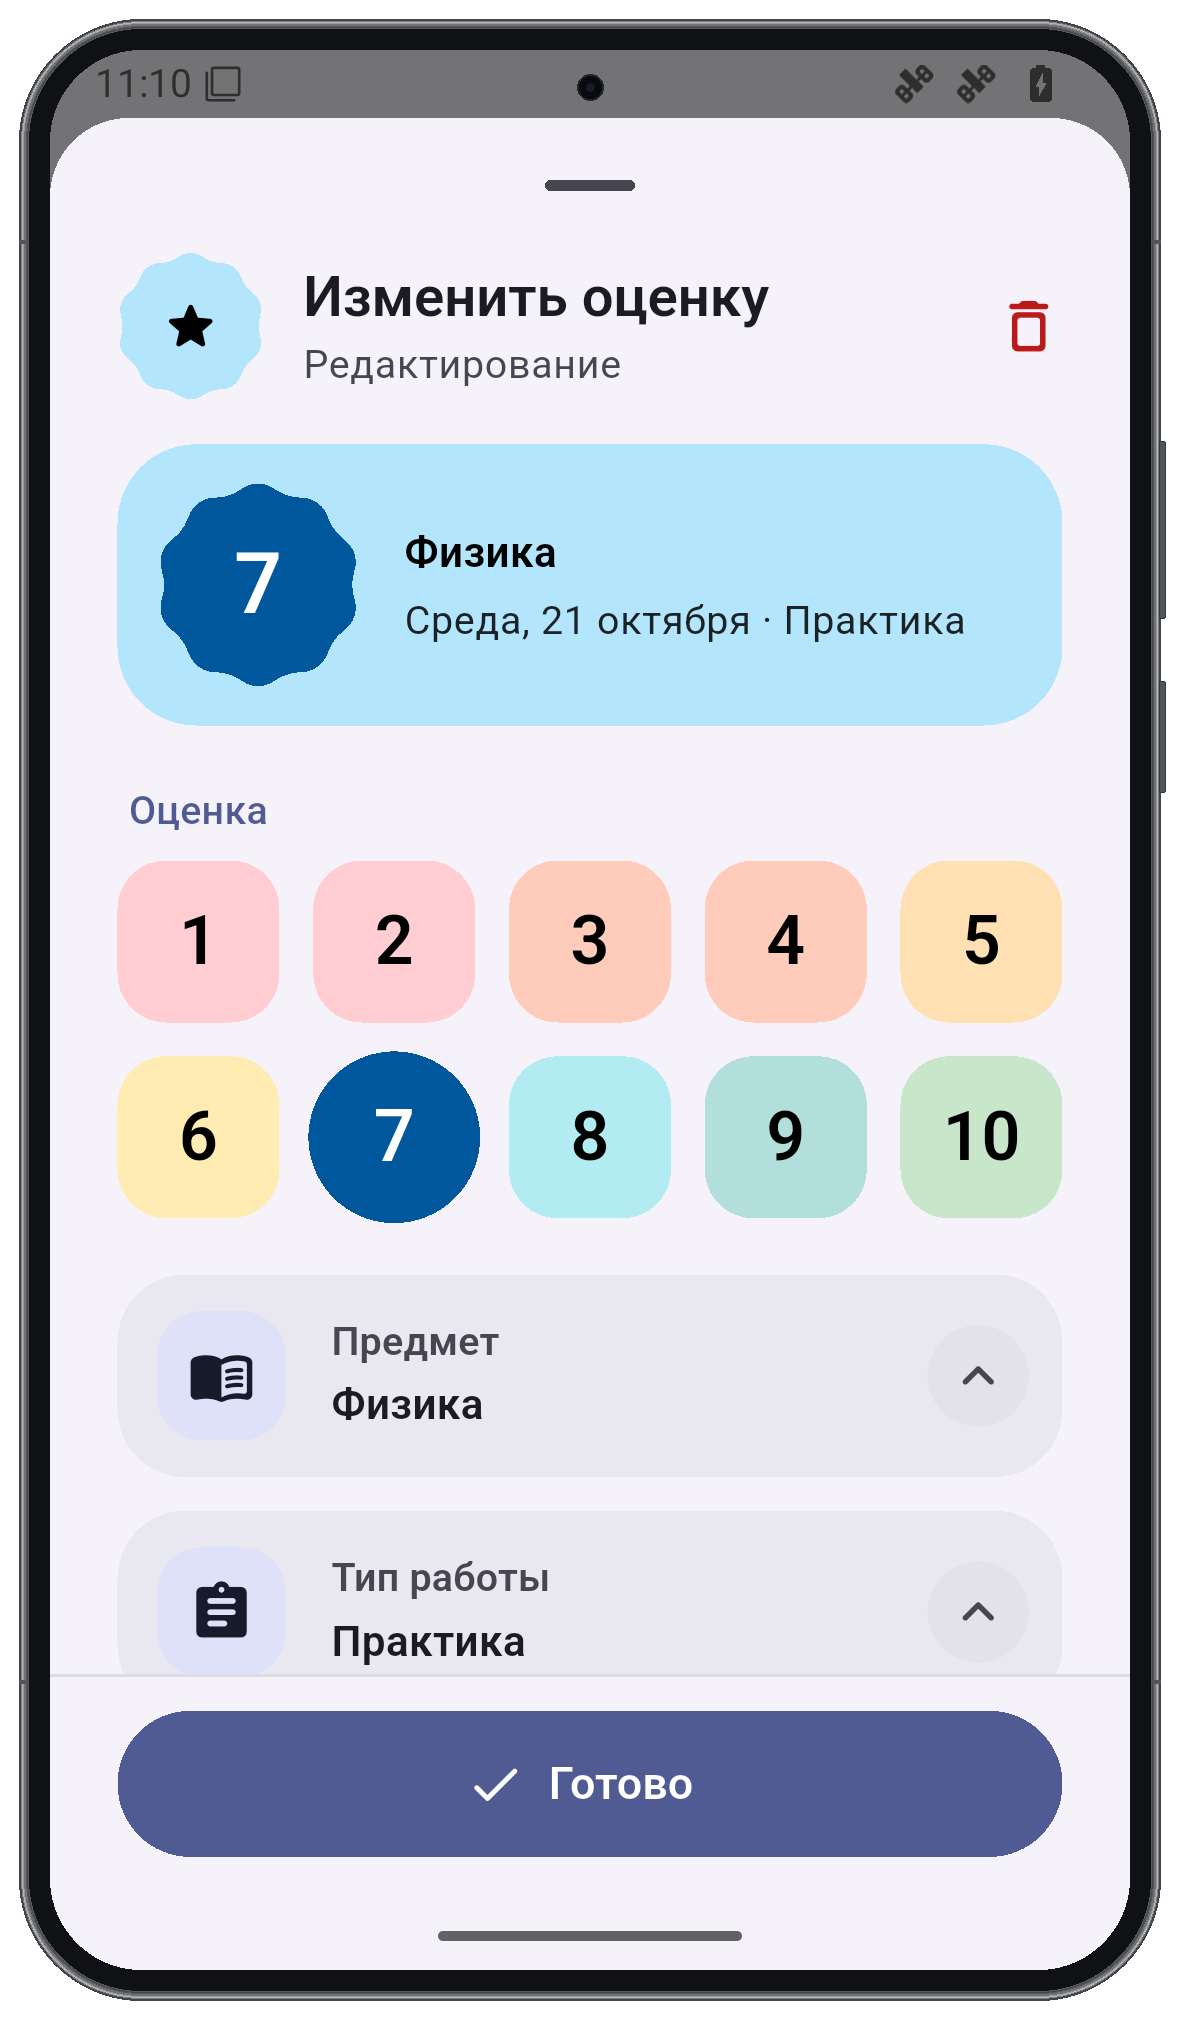 11:10
Изменить оценку
Редактирование
7
Физика
Среда, 21 октября · Практика
Оценка
1 2 3 4 5
6 7 8 9 10
Предмет
Физика
Тип работы
Практика
Готово